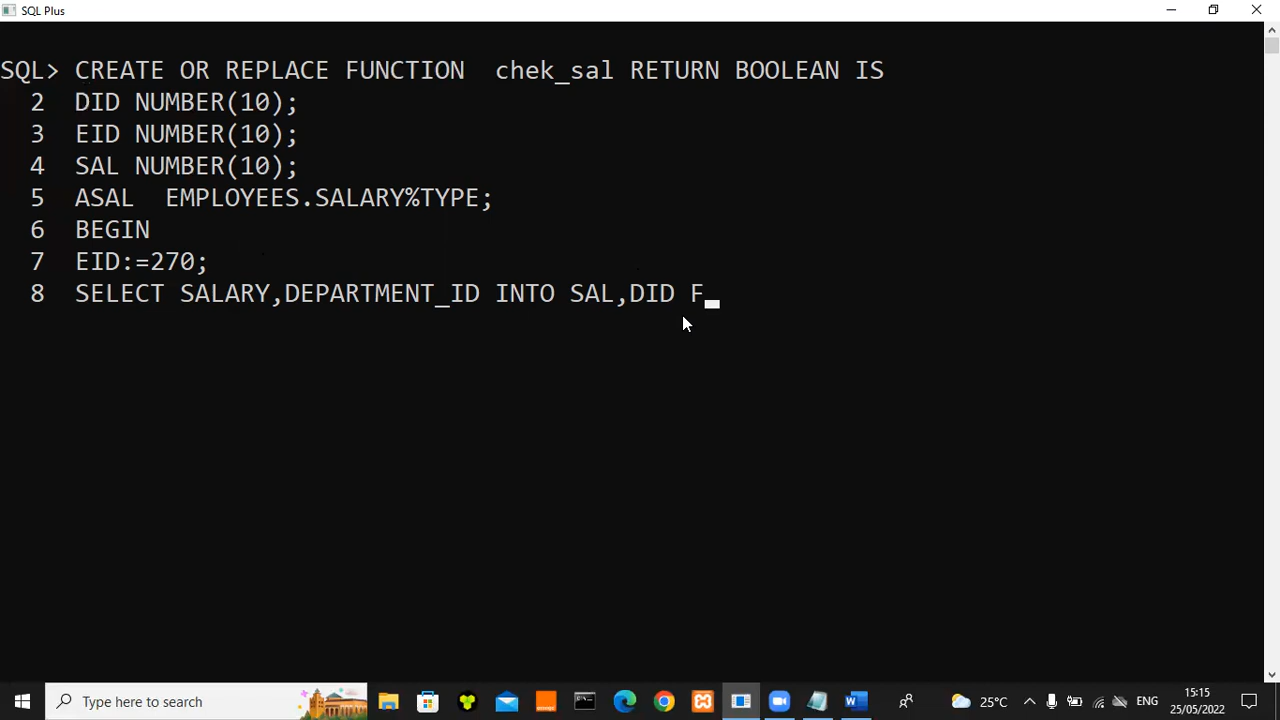 SQL Plus
SQL> CREATE OR REPLACE FUNCTION  chek_sal RETURN BOOLEAN IS
2  DID NUMBER(10);
3  EID NUMBER(10);
4  SAL NUMBER(10);
5  ASAL  EMPLOYEES.SALARY%TYPE;
6  BEGIN
7  EID:=270;
8  SELECT SALARY,DEPARTMENT_ID INTO SAL,DID F
Type here to search
25°C
ENG
15:15
25/05/2022